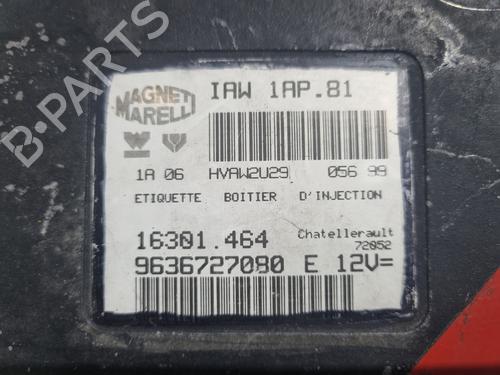 MAGNETI
MARELLI
IAW 1AP.81
1A 06 HYAW2U29 056 99
ETIQUETTE BOITIER D'INJECTION
16301.464 Chatellerault
72052
9636727080 E 12V=
B-PARTS